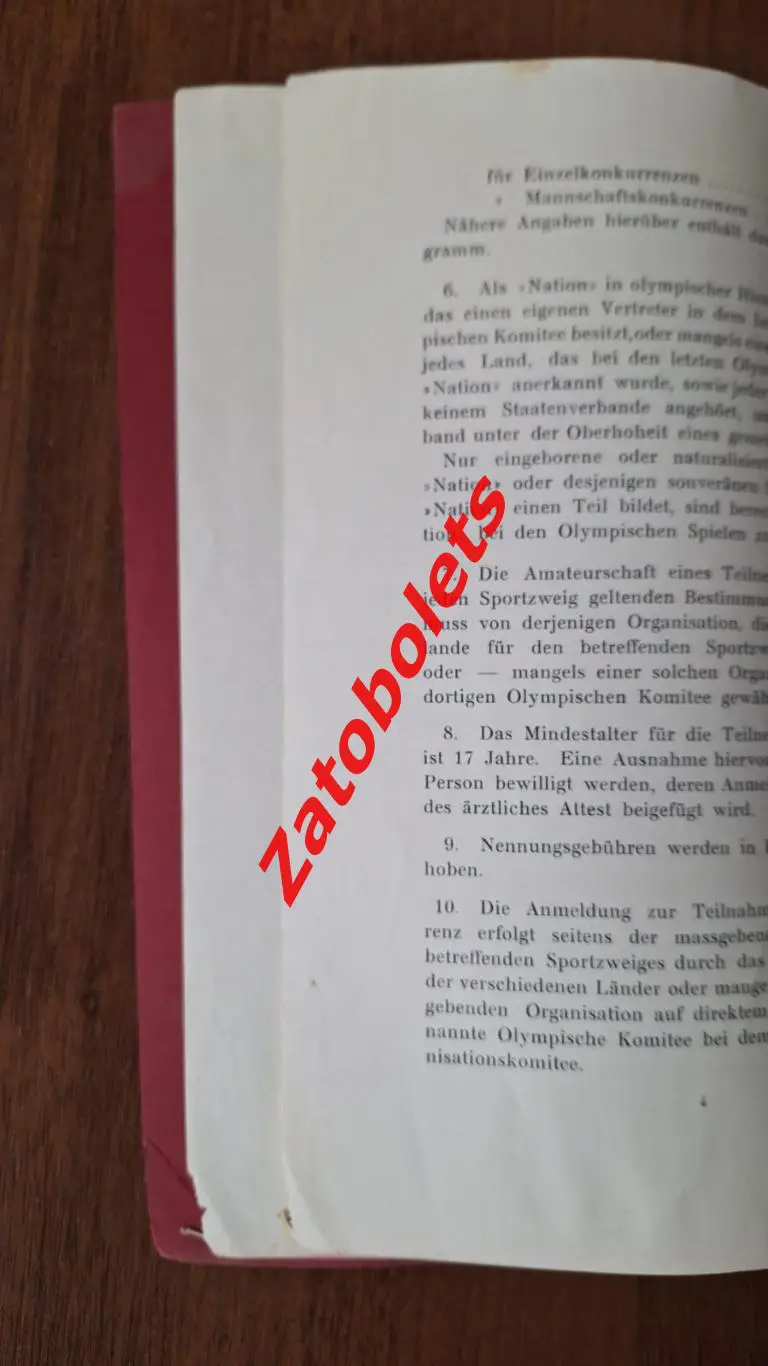 für Einzelkonkurrenzen
» Mannschaftskonkurrenzen
Nähere Angaben hierüber enthält
gramm.
6. Als »Nation« in olympischer
das einen eigenen Vertreter in dem
pischen Komitee besitzt, oder mangels
jedes Land, das bei den letzten
»Nation« anerkannt wurde, sowie jeder
keinem Staatenverbande angehört,
band unter der Oberhoheit eines
Nur eingeborene oder
»Nation« oder desjenigen souveränen
»Nation einen Teil bildet, sind
bei den Olympischen Spielen
7. Die Amateurschaft eines
jeden Sportzweig geltenden
muss von derjenigen Organisation,
lande für den betreffenden
oder — mangels einer solchen
dortigen Olympischen Komitee
8. Das Mindestalter für die
ist 17 Jahre. Eine Ausnahme
Person bewilligt werden, deren
des ärztliches Attest beigefügt wird.
9. Nennungsgebühren werden in
hoben.
10. Die Anmeldung zur
renz erfolgt seitens der
betreffenden Sportzweiges durch das
der verschiedenen Länder oder
gebenden Organisation auf direktem
nannte Olympische Komitee bei dem
nisationskomitee.
4
Zatobolets